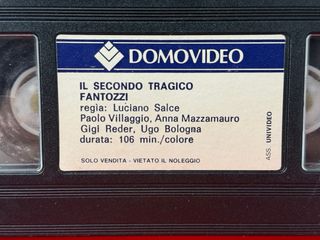 DOMOVIDEO
IL SECONDO TRAGICO
FANTOZZI
regia: Luciano Salce
Paolo Villaggio, Anna Mazzamauro
Gigi Reder, Ugo Bologna
durata: 106 min./colore
SOLO VENDITA - VIETATO IL NOLEGGIO
ASS UNIVIDEO